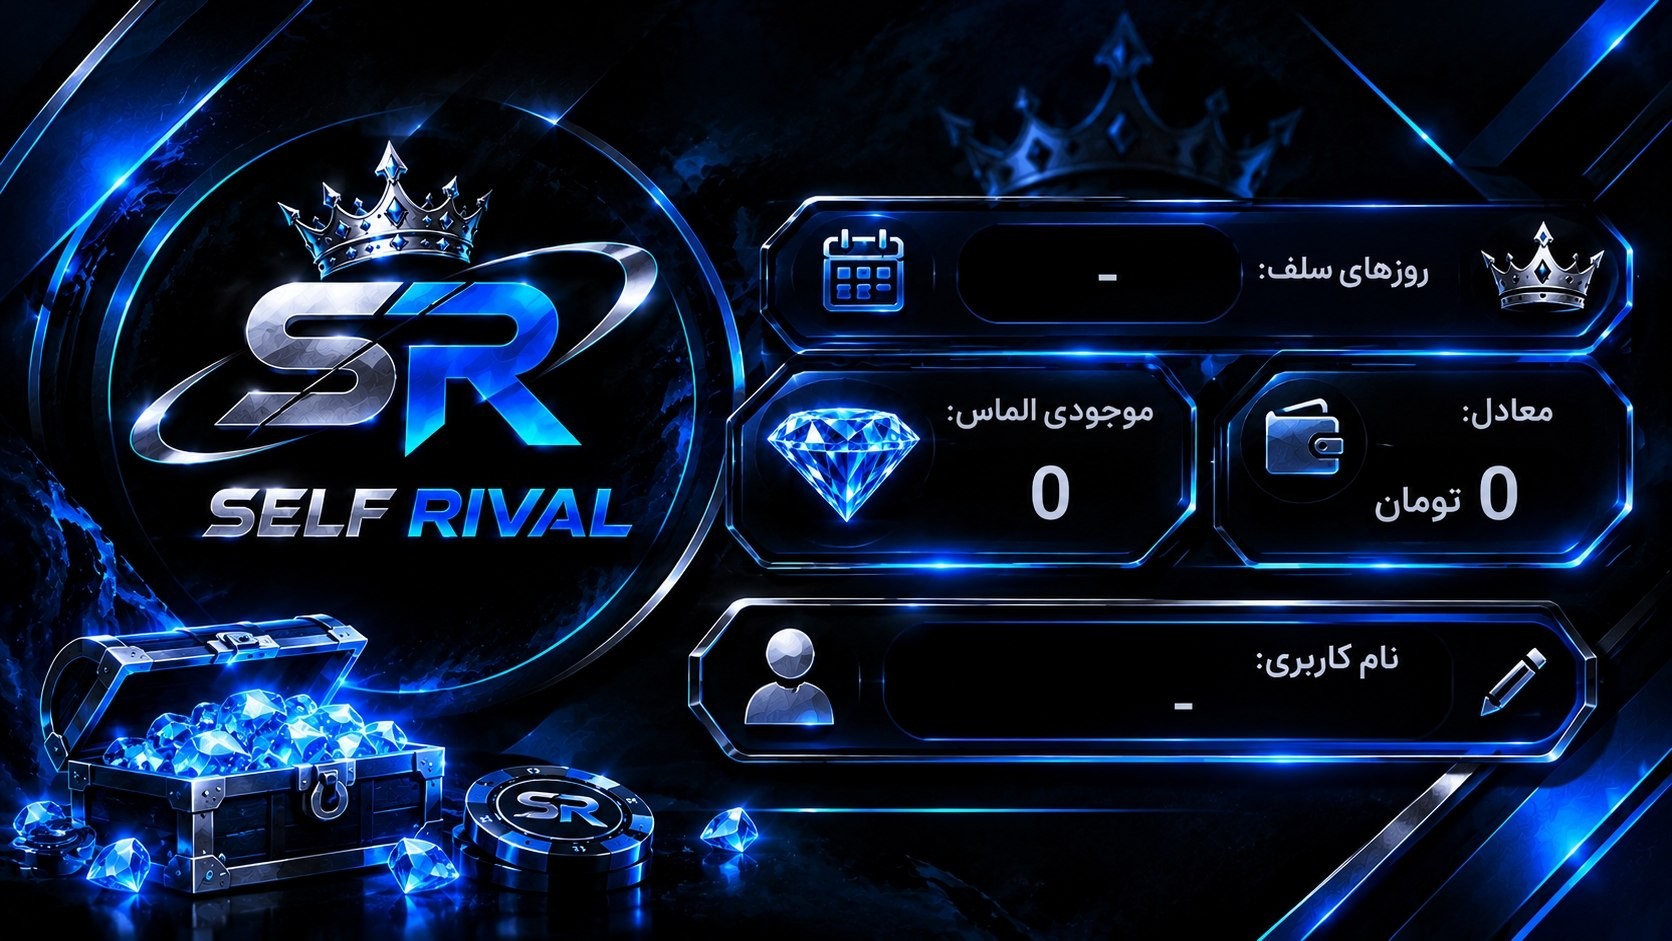 SR
SELF RIVAL
روزهای سلف:
-
معادل:
0 تومان
موجودی الماس:
0
نام کاربری:
-
SR